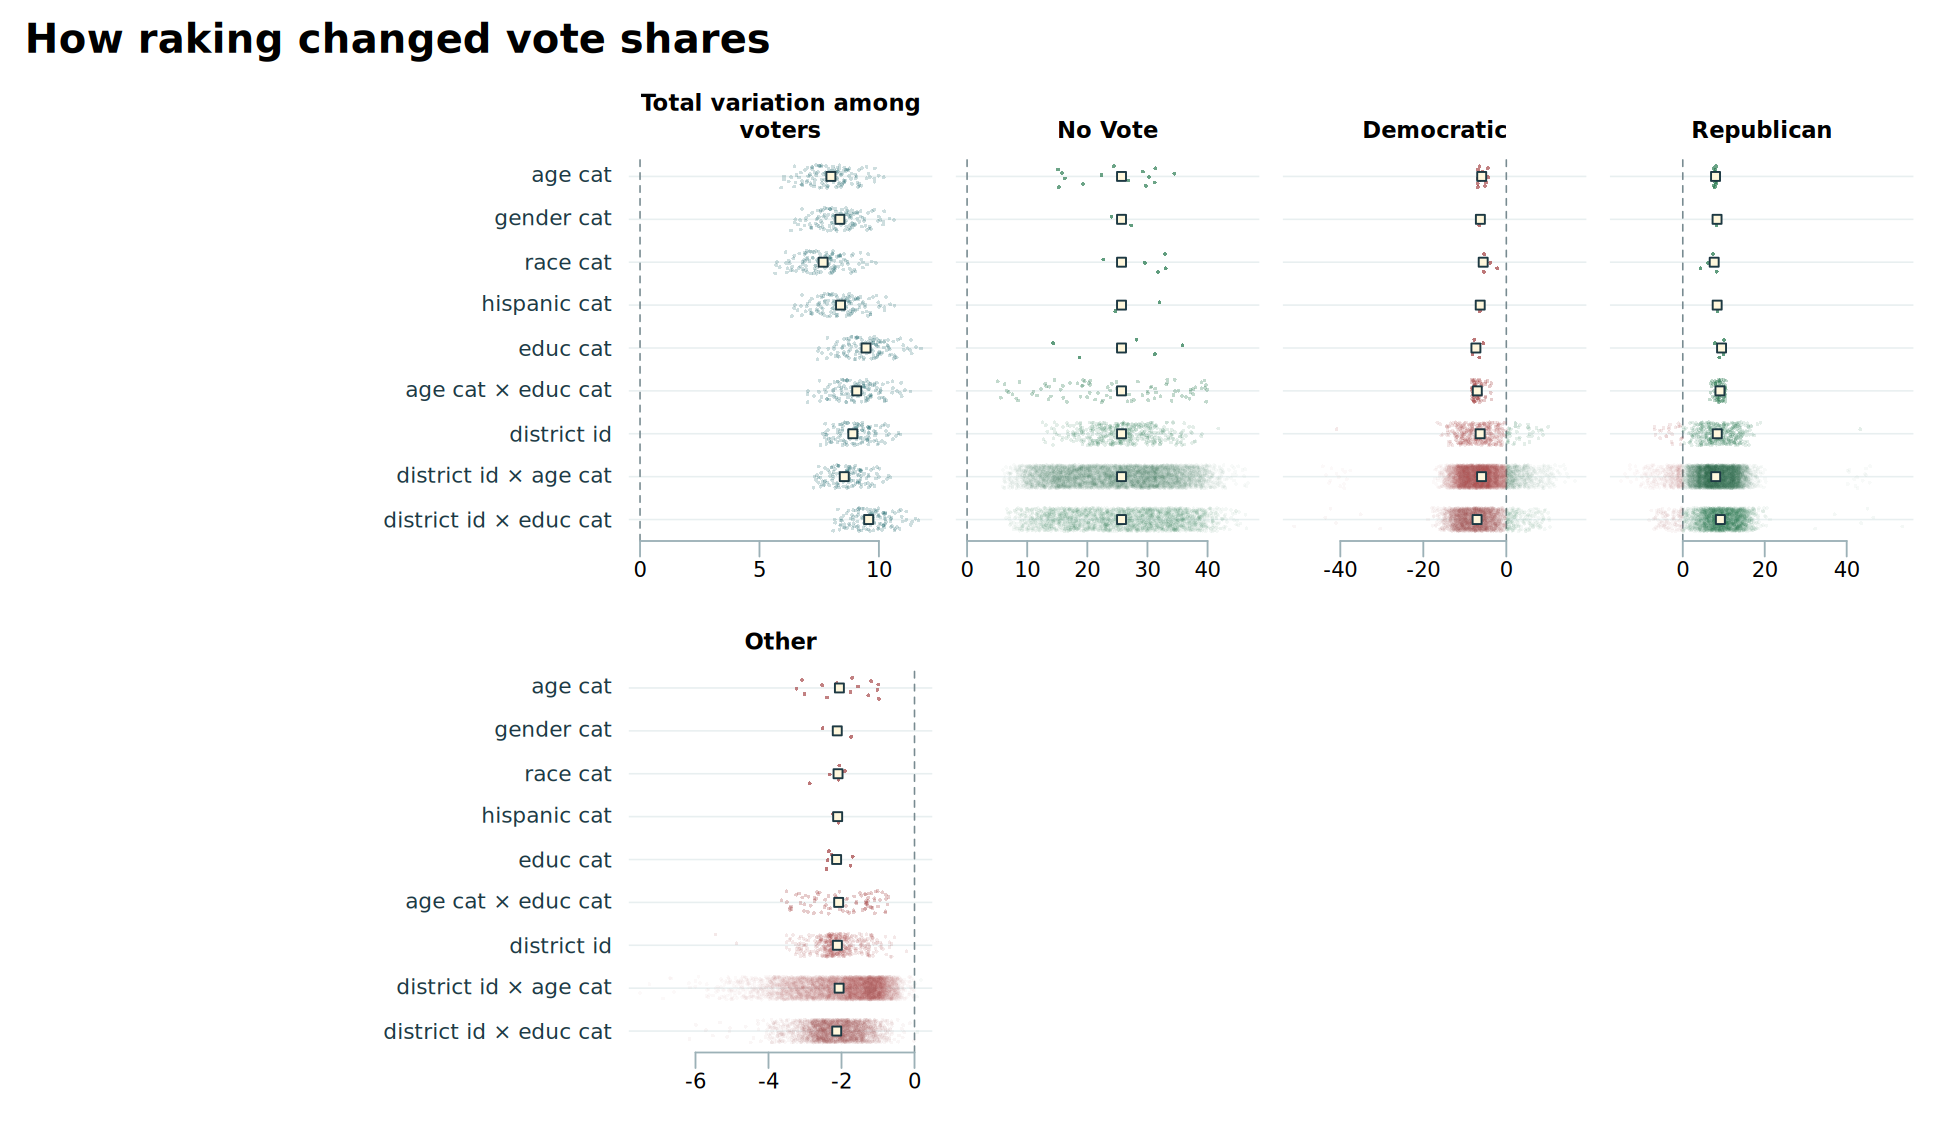 How raking changed vote shares
Total variation among
voters
No Vote
Democratic
Republican
age cat
gender cat
race cat
hispanic cat
educ cat
age cat × educ cat
district id
district id × age cat
district id × educ cat
0 5 10
0 10 20 30 40
-40 -20 0
0 20 40
Other
age cat
gender cat
race cat
hispanic cat
educ cat
age cat × educ cat
district id
district id × age cat
district id × educ cat
-6 -4 -2 0